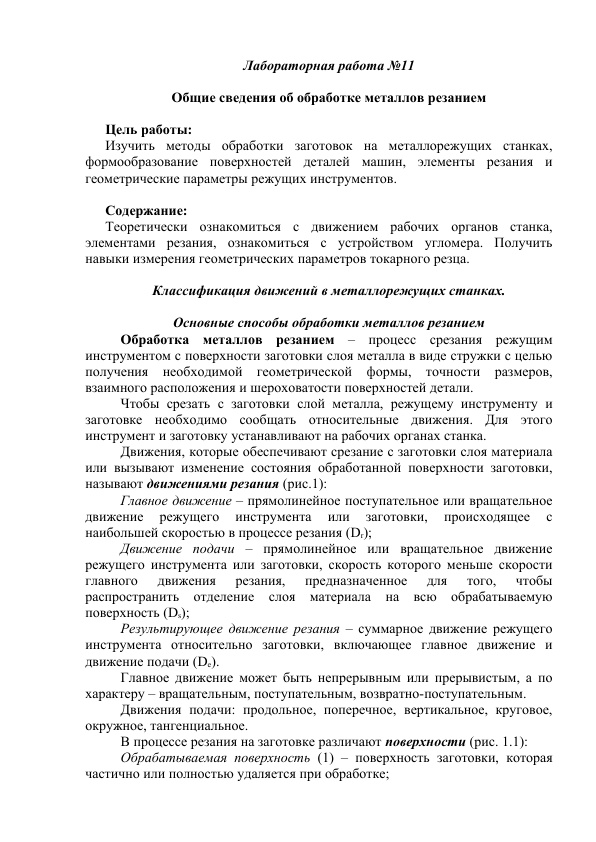 Лабораторная работа №11
Общие сведения об обработке металлов резанием
Цель работы:
Изучить методы обработки заготовок на металлорежущих станках,
формообразование поверхностей деталей машин, элементы резания и
геометрические параметры режущих инструментов.
Содержание:
Теоретически ознакомиться с движением рабочих органов станка,
элементами резания, ознакомиться с устройством угломера. Получить
навыки измерения геометрических параметров токарного резца.
Классификация движений в металлорежущих станках.
Основные способы обработки металлов резанием
Обработка металлов резанием – процесс срезания режущим
инструментом с поверхности заготовки слоя металла в виде стружки с целью
получения необходимой геометрической формы, точности размеров,
взаимного расположения и шероховатости поверхностей детали.
Чтобы срезать с заготовки слой металла, режущему инструменту и
заготовке необходимо сообщать относительные движения. Для этого
инструмент и заготовку устанавливают на рабочих органах станка.
Движения, которые обеспечивают срезание с заготовки слоя материала
или вызывают изменение состояния обработанной поверхности заготовки,
называют движениями резания (рис.1):
Главное движение – прямолинейное поступательное или вращательное
движение режущего инструмента или заготовки, происходящее с
наибольшей скоростью в процессе резания (Dr);
Движение подачи – прямолинейное или вращательное движение
режущего инструмента или заготовки, скорость которого меньше скорости
главного движения резания, предназначенное для того, чтобы
распространить отделение слоя материала на всю обрабатываемую
поверхность (Ds);
Результирующее движение резания – суммарное движение режущего
инструмента относительно заготовки, включающее главное движение и
движение подачи (De).
Главное движение может быть непрерывным или прерывистым, а по
характеру – вращательным, поступательным, возвратно-поступательным.
Движения подачи: продольное, поперечное, вертикальное, круговое,
окружное, тангенциальное.
В процессе резания на заготовке различают поверхности (рис. 1.1):
Обрабатываемая поверхность (1) – поверхность заготовки, которая
частично или полностью удаляется при обработке;